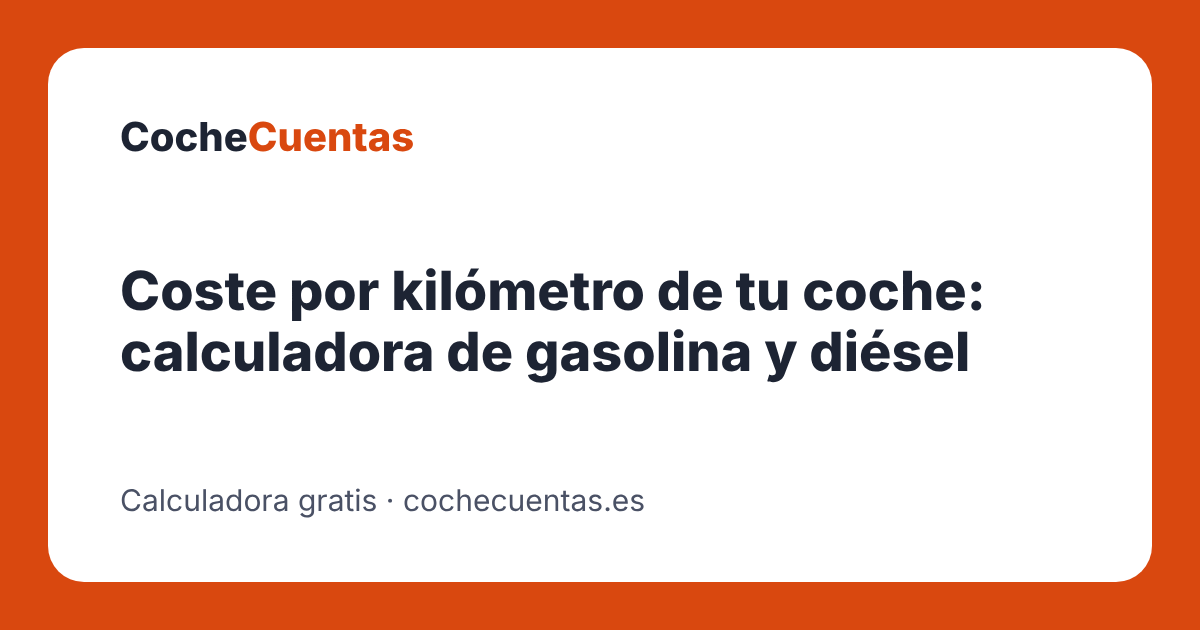 CocheCuentas
Coste por kilómetro de tu coche:
calculadora de gasolina y diésel
Calculadora gratis · cochecuentas.es